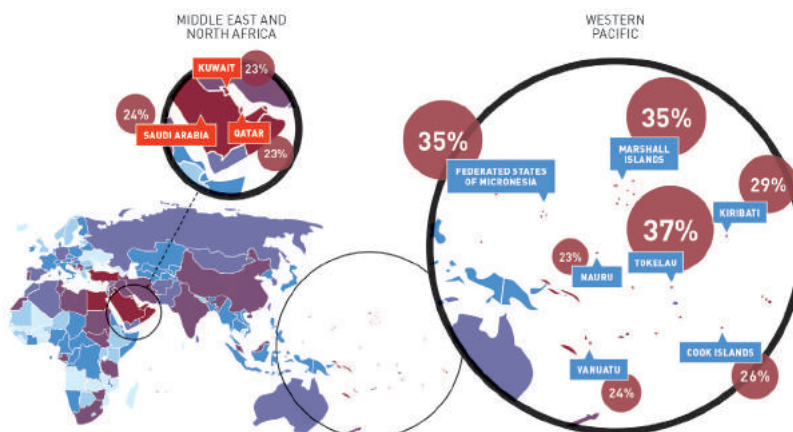 MIDDLE EAST AND
NORTH AFRICA
KUWAIT
23%
24%
SAUDI ARABIA
QATAR
23%
WESTERN
PACIFIC
35%
FEDERATED STATES
OF MICRONESIA
35%
MARSHALL
ISLANDS
29%
KIRIBATI
37%
TOKELAU
23%
NAURU
VANUATU
24%
COOK ISLANDS
26%